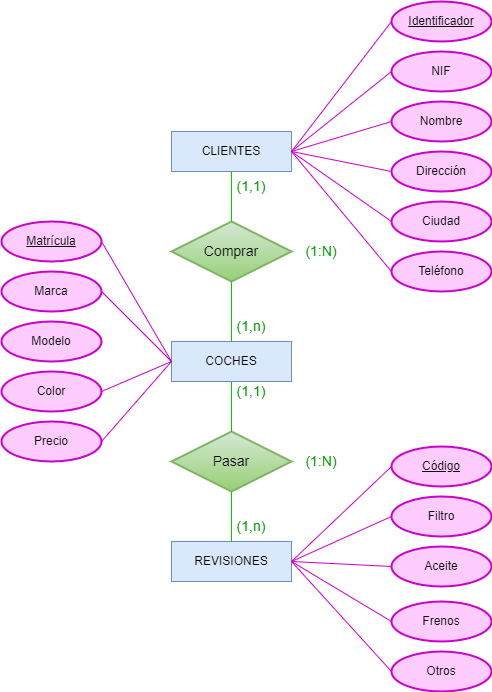 Identificador
NIF
Nombre
CLIENTES
Dirección
(1,1)
Ciudad
Matrícula
Comprar
(1:N)
Teléfono
Marca
(1,n)
Modelo
COCHES
Color
(1,1)
Precio
Pasar
(1:N)
Código
Filtro
(1,n)
REVISIONES
Aceite
Frenos
Otros